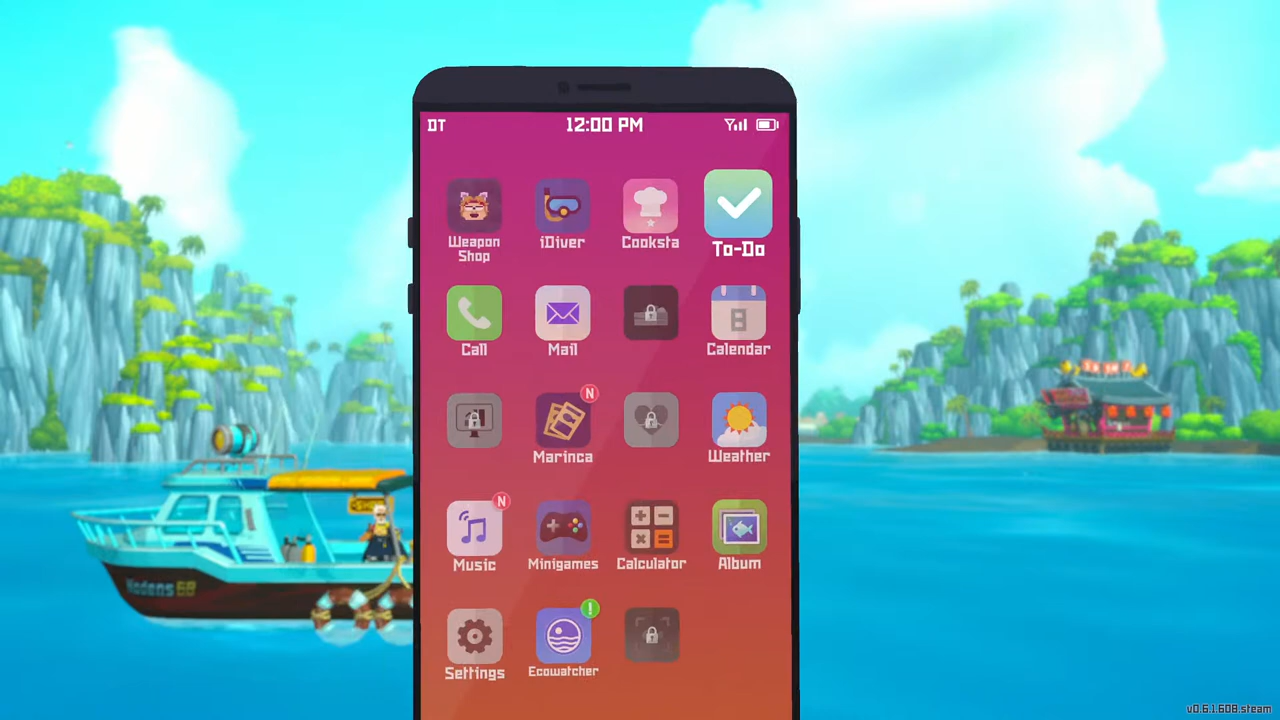 DT
12:00 PM
Weapon
Shop
iDiver
Cooksta
To-Do
Call
Mail
8
Calendar
N
Marinca
Weather
N
Music
Minigames
Calculator
Album
!
Settings
Ecowatcher
v0.6.1.608.steam